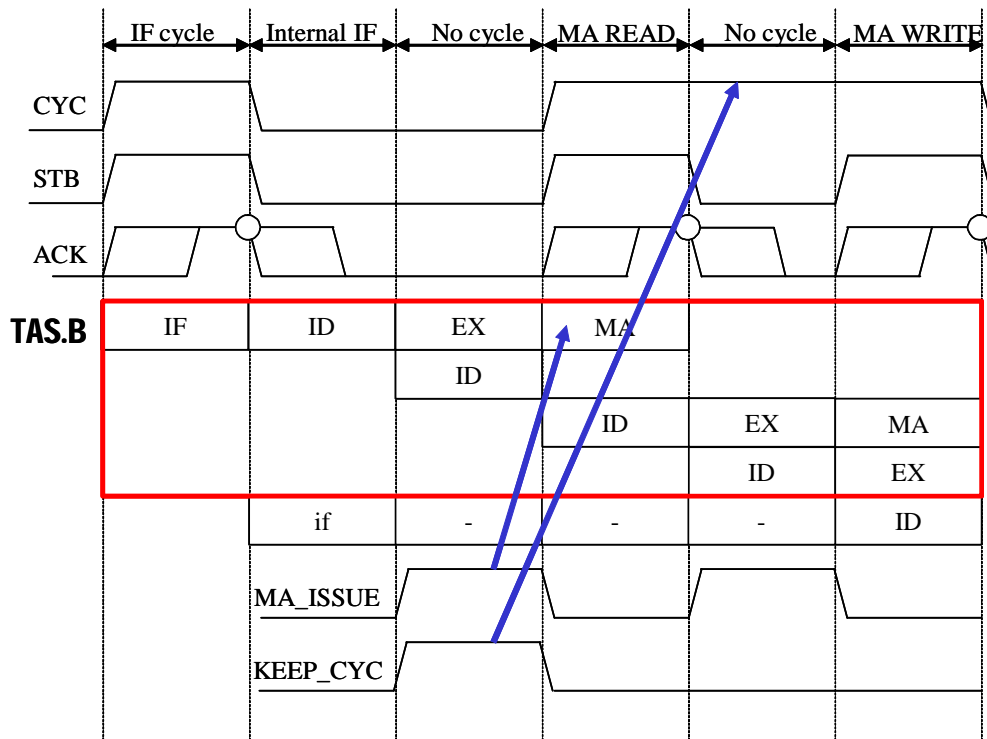 IF cycle Internal IF No cycle MA READ No cycle MA WRITE
CYC
STB
ACK
TAS.B IF ID EX MA
ID
ID EX MA
ID EX
if - - - ID
MA_ISSUE
KEEP_CYC